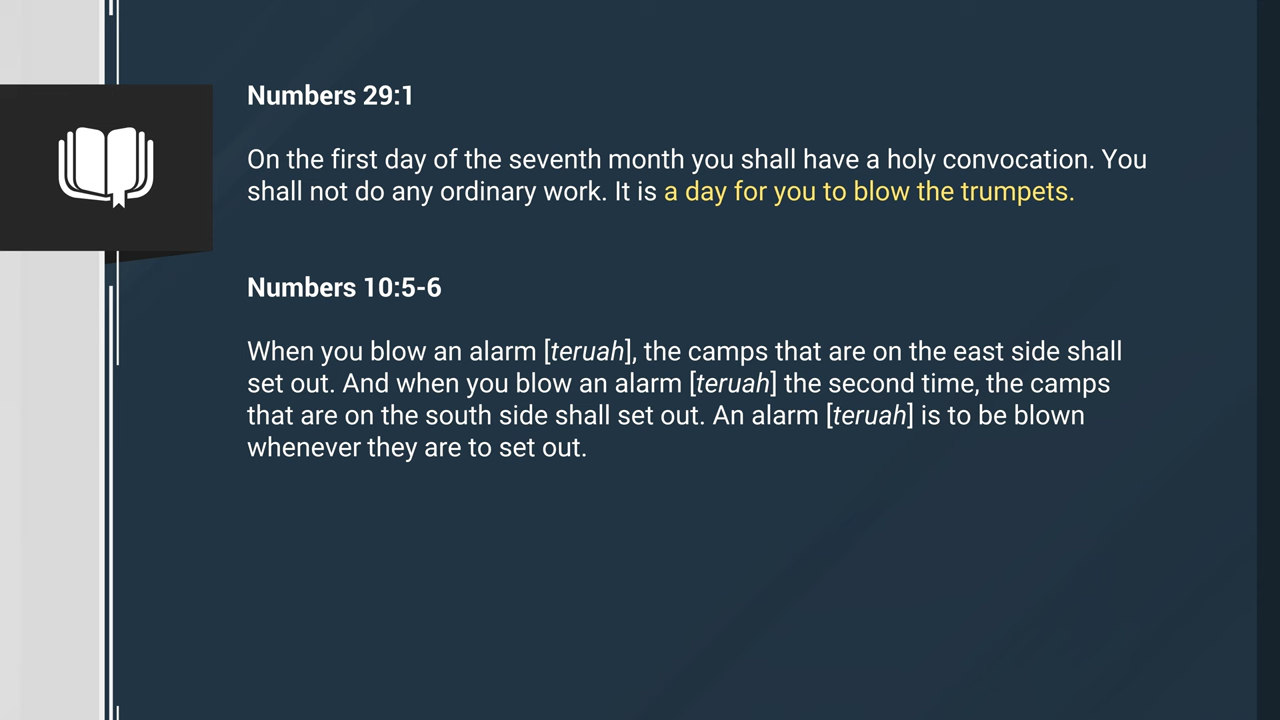 Numbers 29:1
On the first day of the seventh month you shall have a holy convocation. You
shall not do any ordinary work. It is a day for you to blow the trumpets.
Numbers 10:5-6
When you blow an alarm [teruah], the camps that are on the east side shall
set out. And when you blow an alarm [teruah] the second time, the camps
that are on the south side shall set out. An alarm [teruah] is to be blown
whenever they are to set out.